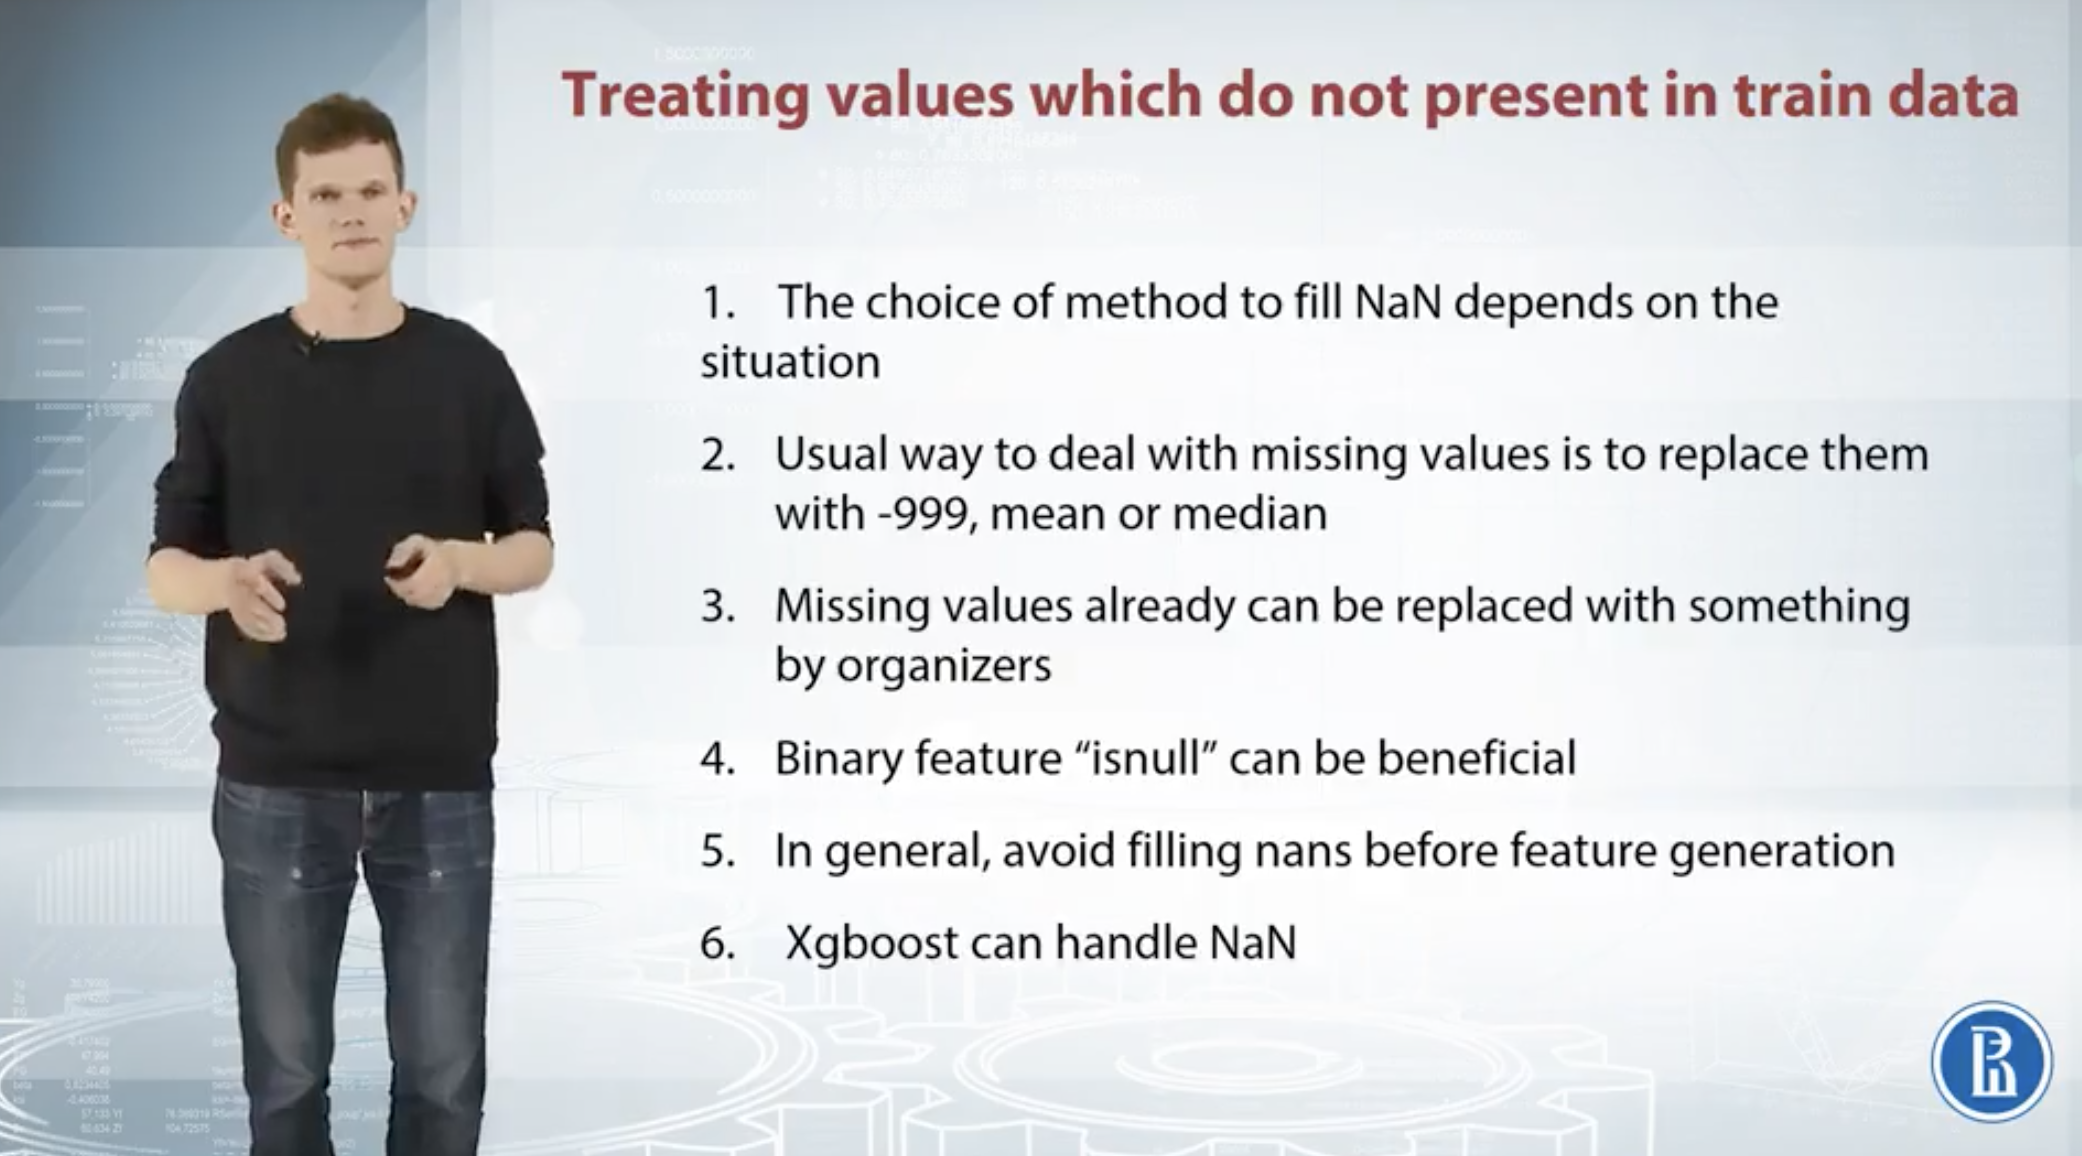 Treating values which do not present in train data
1. The choice of method to fill NaN depends on the
situation
2. Usual way to deal with missing values is to replace them
with -999, mean or median
3. Missing values already can be replaced with something
by organizers
4. Binary feature “isnull” can be beneficial
5. In general, avoid filling nans before feature generation
6. Xgboost can handle NaN